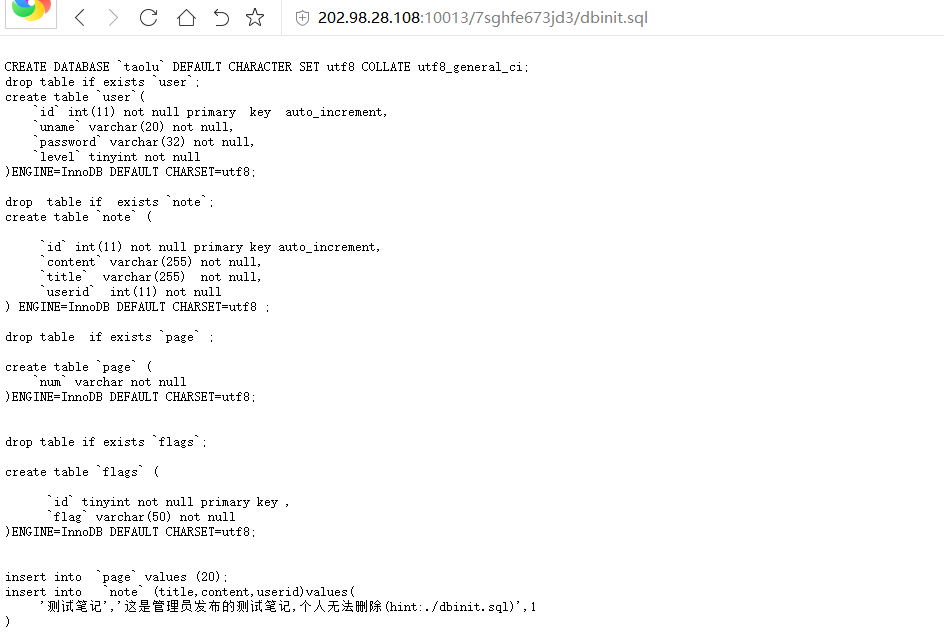 202.98.28.108:10013/7sghfe673jd3/dbinit.sql
CREATE DATABASE `taolu` DEFAULT CHARACTER SET utf8 COLLATE utf8_general_ci;
drop table if exists `user`;
create table `user`(
`id` int(11) not null primary  key  auto_increment,
`uname` varchar(20) not null,
`password` varchar(32) not null,
`level` tinyint not null
)ENGINE=InnoDB DEFAULT CHARSET=utf8;
drop  table if  exists `note`;
create table `note` (
`id` int(11) not null primary key auto_increment,
`content` varchar(255) not null,
`title`  varchar(255)  not null,
`userid`  int(11) not null
) ENGINE=InnoDB DEFAULT CHARSET=utf8 ;
drop table  if exists `page` ;
create table `page` (
`num` varchar not null
)ENGINE=InnoDB DEFAULT CHARSET=utf8;
drop table if exists `flags`;
create table `flags` (
`id` tinyint not null primary key ,
`flag` varchar(50) not null
)ENGINE=InnoDB DEFAULT CHARSET=utf8;
insert into  `page` values (20);
insert into  `note` (title,content,userid)values(
'测试笔记','这是管理员发布的测试笔记,个人无法删除(hint:./dbinit.sql)',1
)